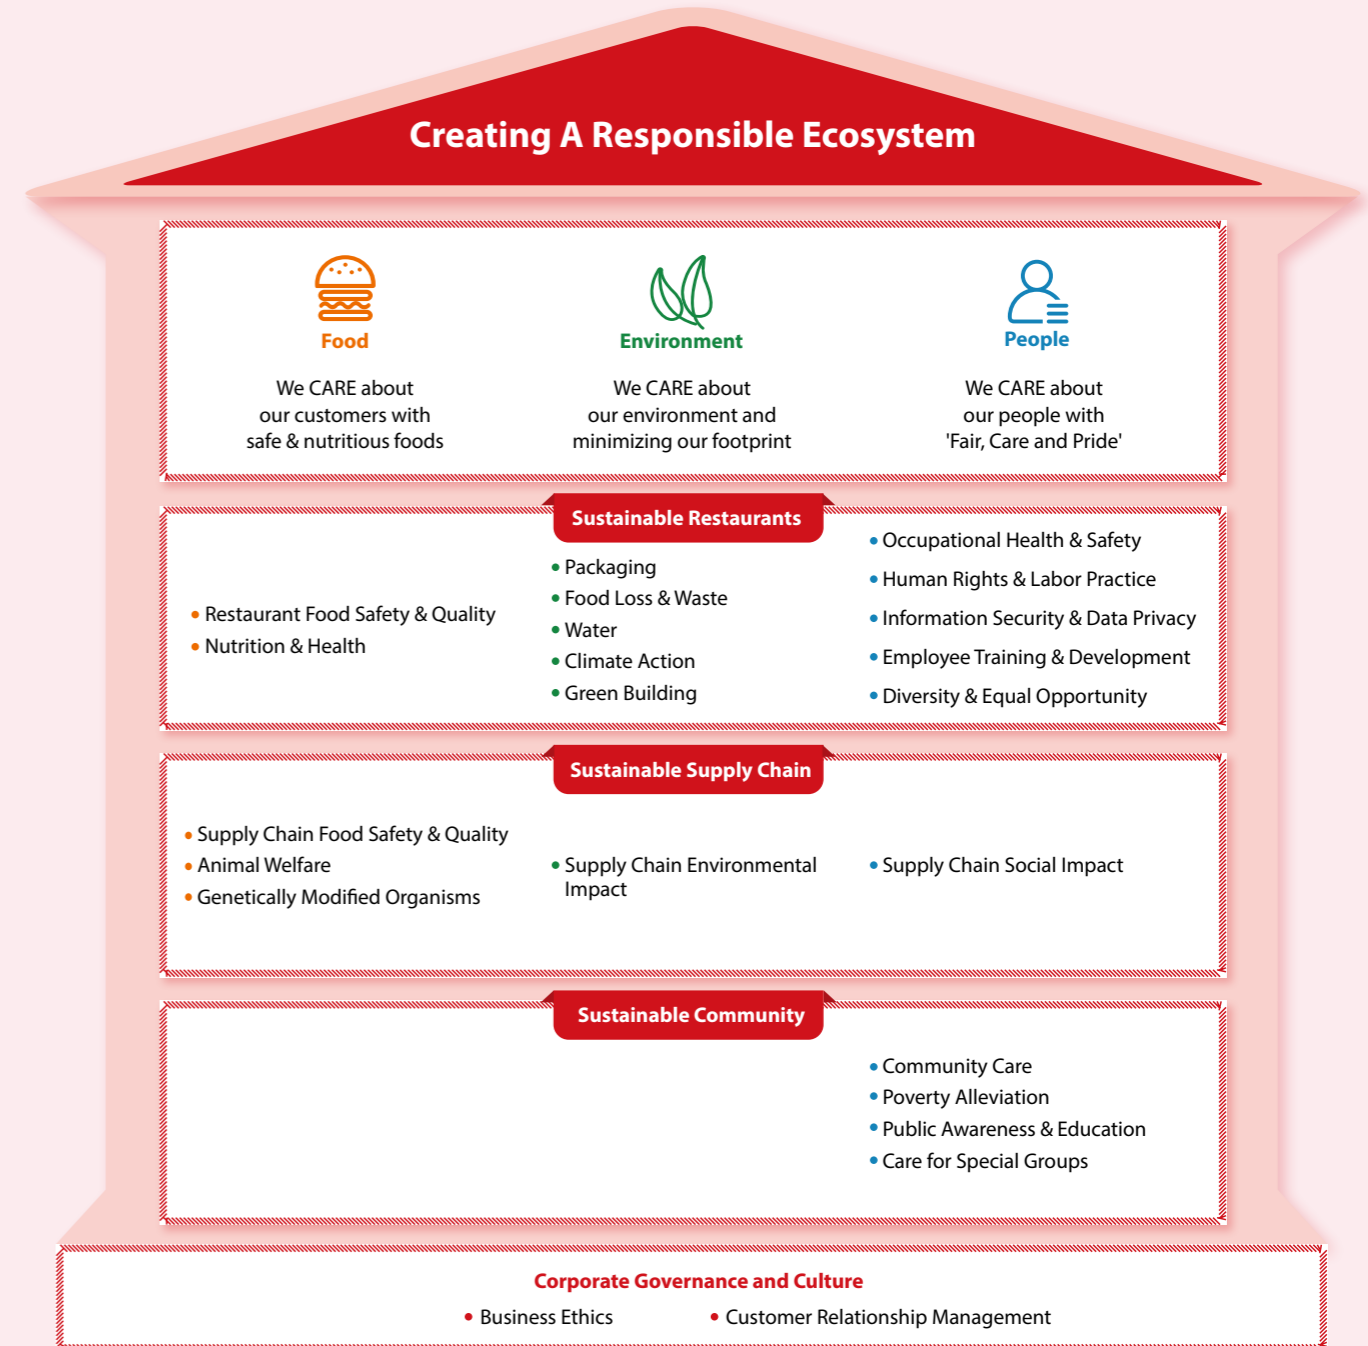 Creating A Responsible Ecosystem
Food
We CARE about
our customers with
safe & nutritious foods
Environment
We CARE about
our environment and
minimizing our footprint
People
We CARE about
our people with
'Fair, Care and Pride'
Sustainable Restaurants
• Restaurant Food Safety & Quality
• Nutrition & Health
• Packaging
• Food Loss & Waste
• Water
• Climate Action
• Green Building
• Occupational Health & Safety
• Human Rights & Labor Practice
• Information Security & Data Privacy
• Employee Training & Development
• Diversity & Equal Opportunity
Sustainable Supply Chain
• Supply Chain Food Safety & Quality
• Animal Welfare
• Genetically Modified Organisms
• Supply Chain Environmental
Impact
• Supply Chain Social Impact
Sustainable Community
• Community Care
• Poverty Alleviation
• Public Awareness & Education
• Care for Special Groups
Corporate Governance and Culture
• Business Ethics
• Customer Relationship Management